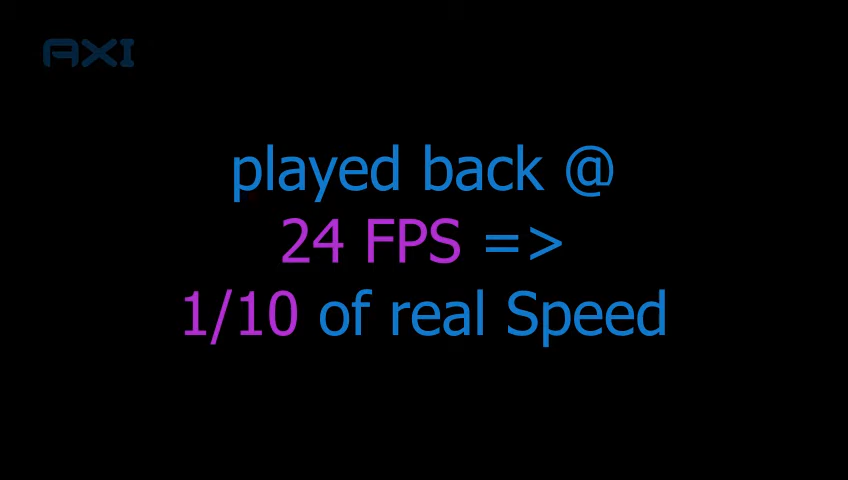 AXI
played back @
24 FPS =>
1/10 of real Speed